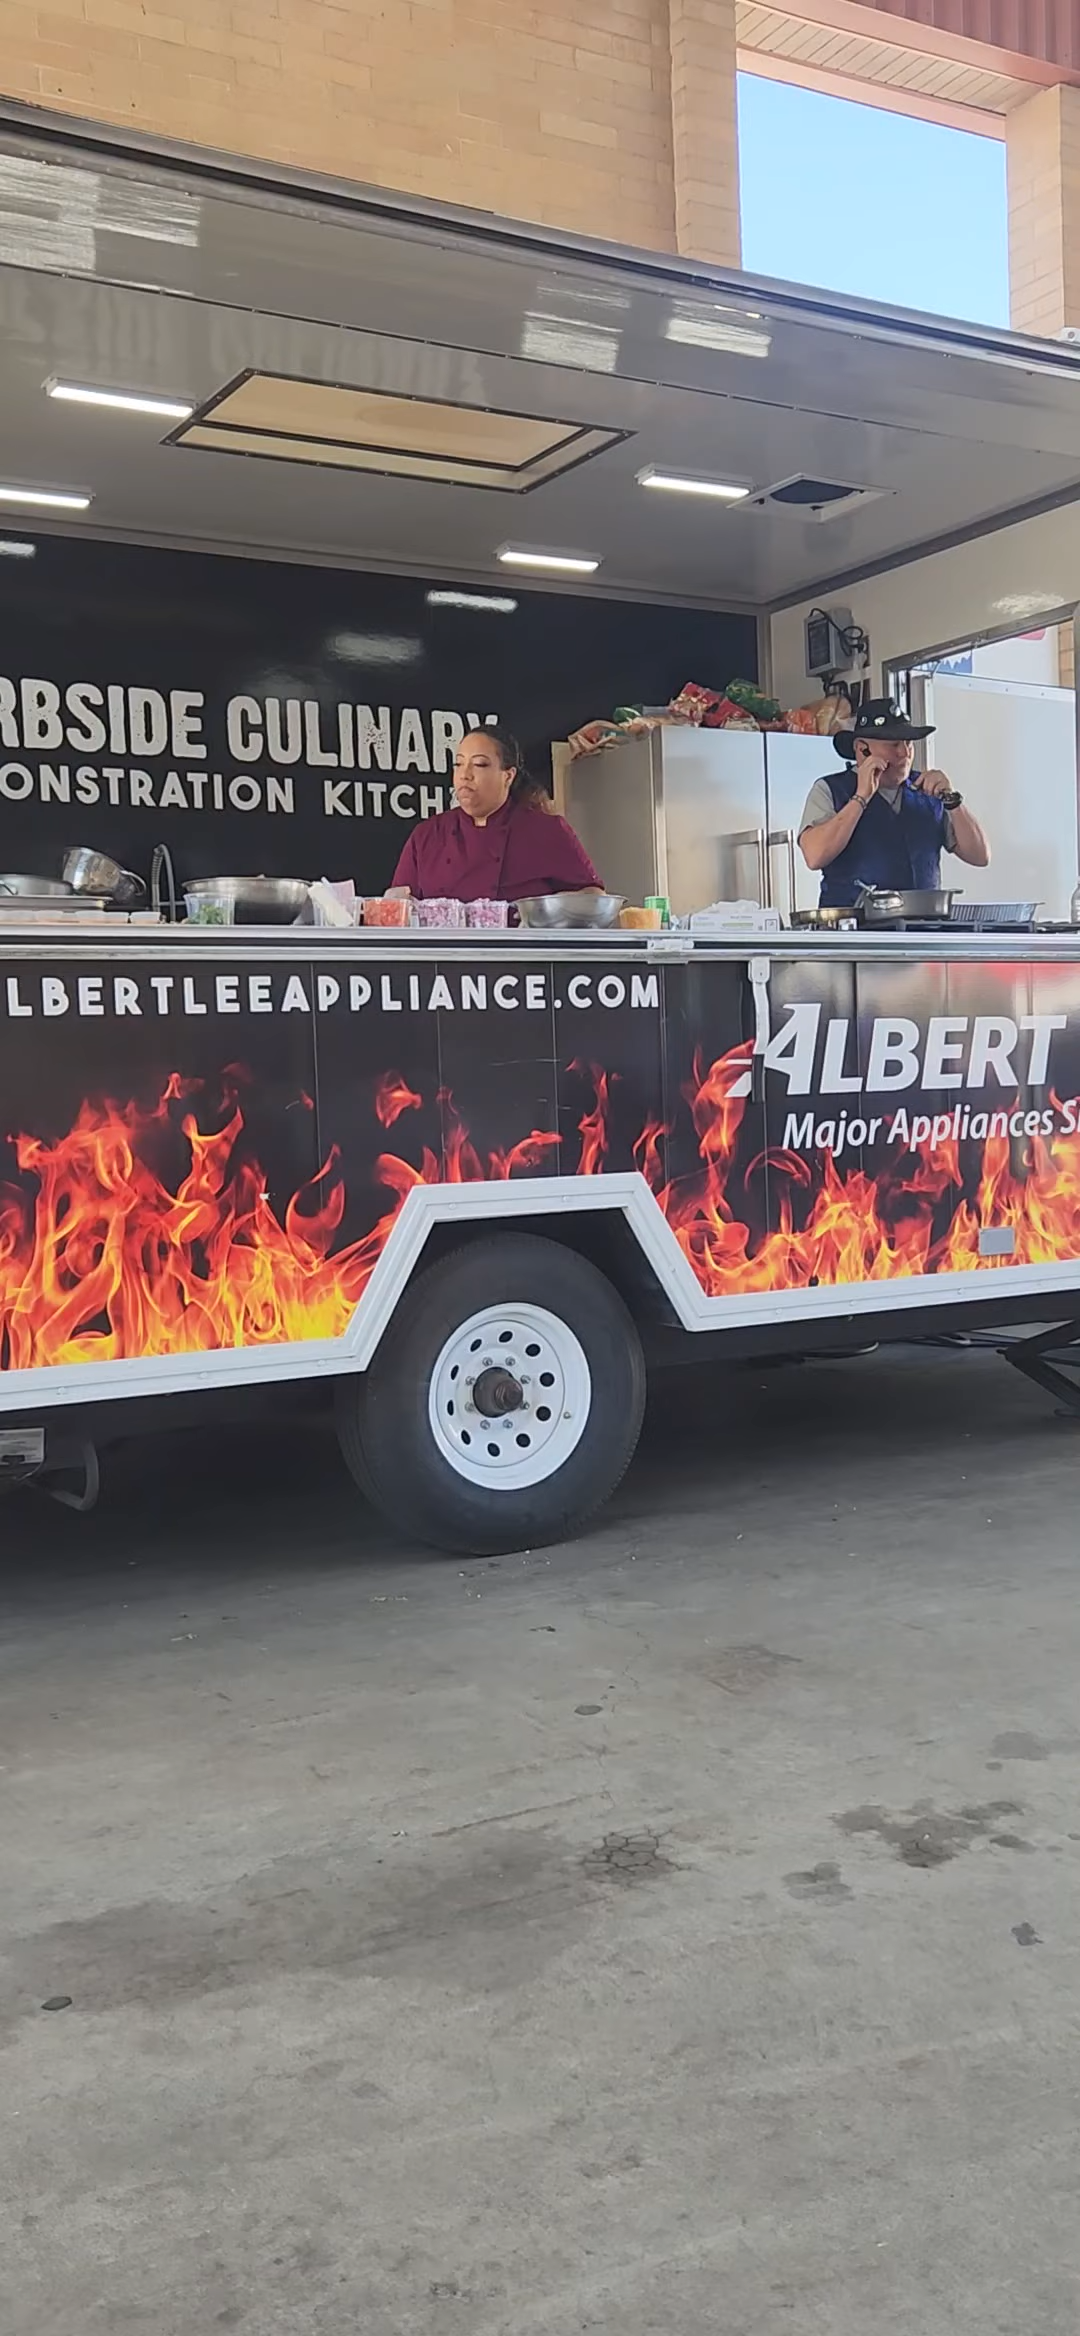 RBSIDE CULINARY
ONSTRATION KITCH
LBERTLEEAPPLIANCE.COM
ALBERT
Major Appliances S